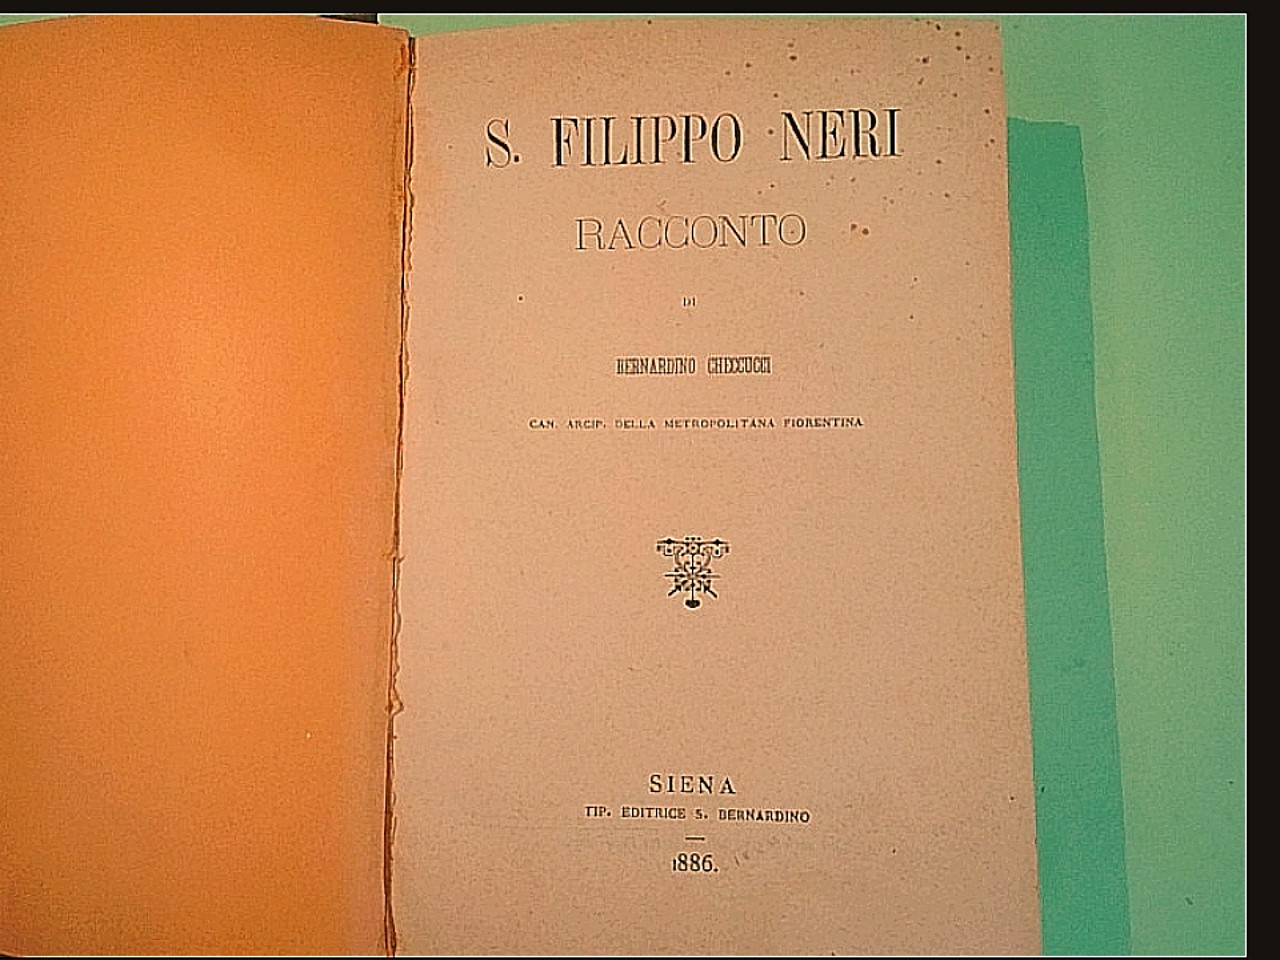 S. FILIPPO NERI
RACCONTO
DI
BERNARDINO CHECCUCCI
CAN. ARCIP. DELLA METROPOLITANA FIORENTINA
SIENA
TIP. EDITRICE S. BERNARDINO
1886.